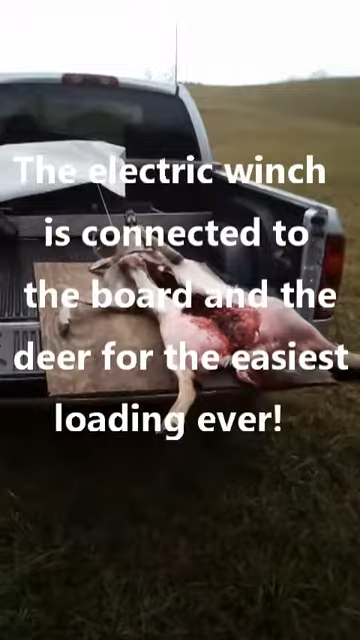 The electric winch
is connected to
the board and the
deer for the easiest
loading ever!